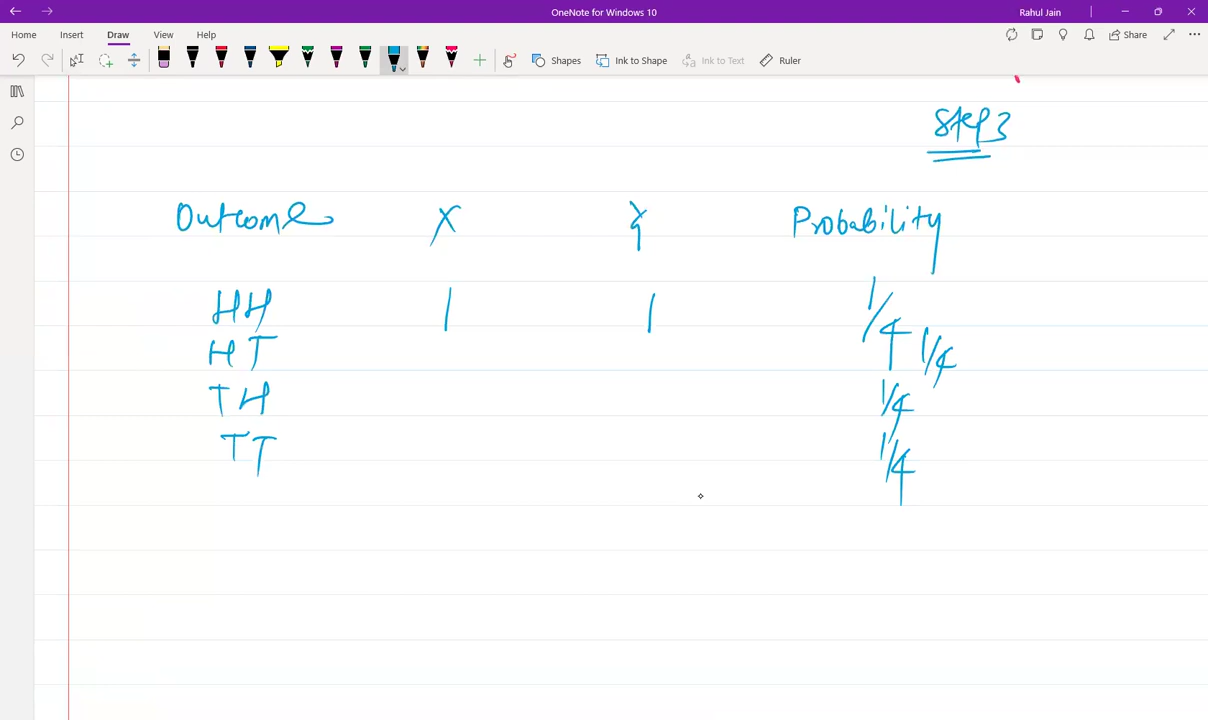 OneNote for Windows 10
Rahul Jain
Home Insert Draw View Help
Share
Shapes Ink to Shape Ink to Text Ruler
Step 3
Outcome X Y Probability
HH 1 1 1/4
HT 1/4
TH 1/4
TT 1/4